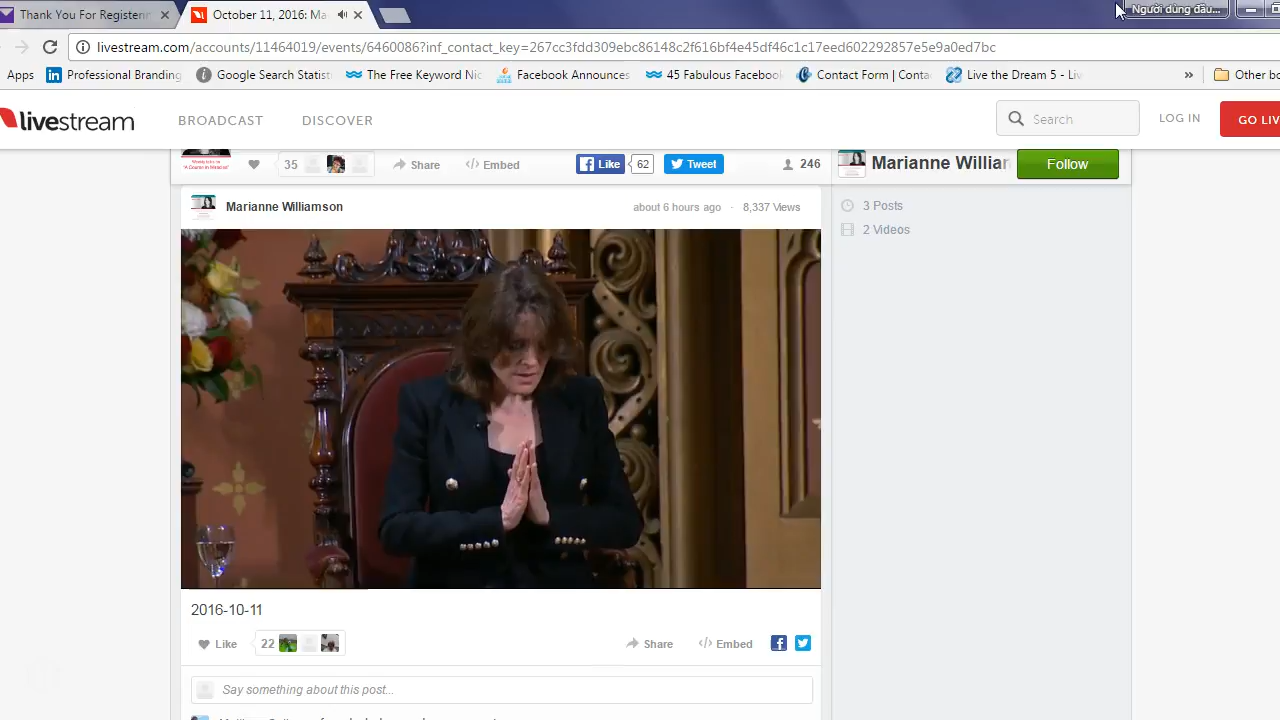 Thank You For Registerin
October 11, 2016: Ma
Người dùng đầu...
livestream.com/accounts/11464019/events/6460086?inf_contact_key=267cc3fdd309ebc86148c2f616bf4e45df46c1c17eed602292857e5e9a0ed7bc
Apps Professional Branding Google Search Statist The Free Keyword Nic Facebook Announces 45 Fabulous Facebook Contact Form | Conta Live the Dream 5 - Liv » Other bo
livestream BROADCAST DISCOVER Search LOG IN GO LIV
35 Share Embed Like 62 Tweet 246 Marianne William Follow
Marianne Williamson about 6 hours ago · 8,337 Views
3 Posts
2 Videos
2016-10-11
Like 22 Share Embed
Say something about this post...